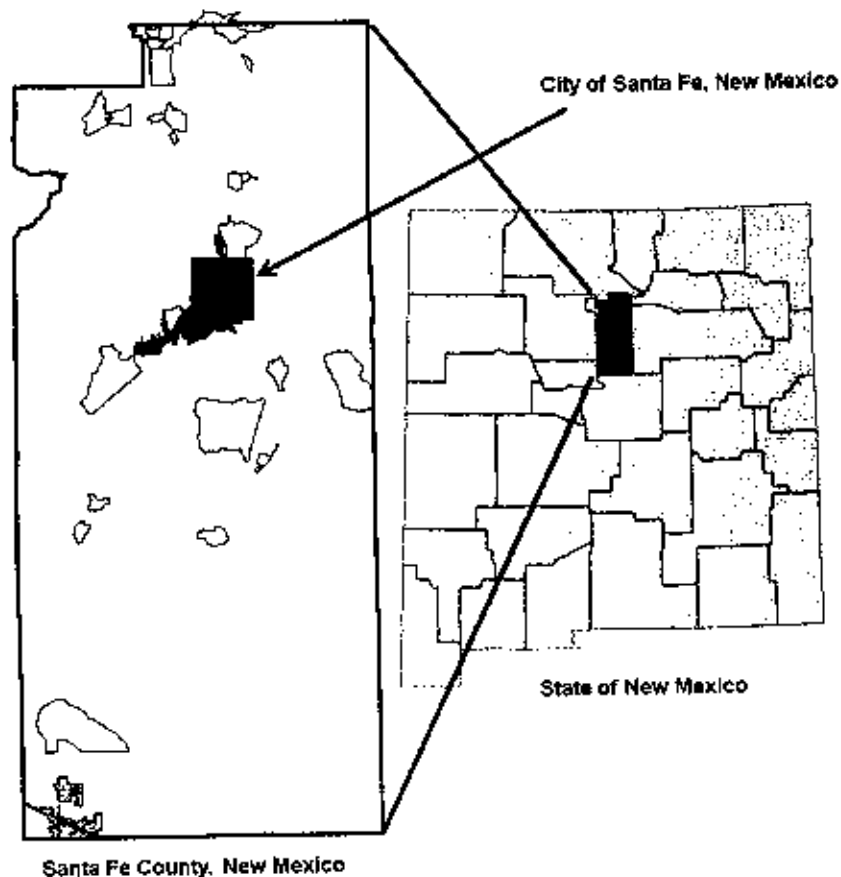 City of Santa Fe, New Mexico
State of New Mexico
Santa Fe County, New Mexico